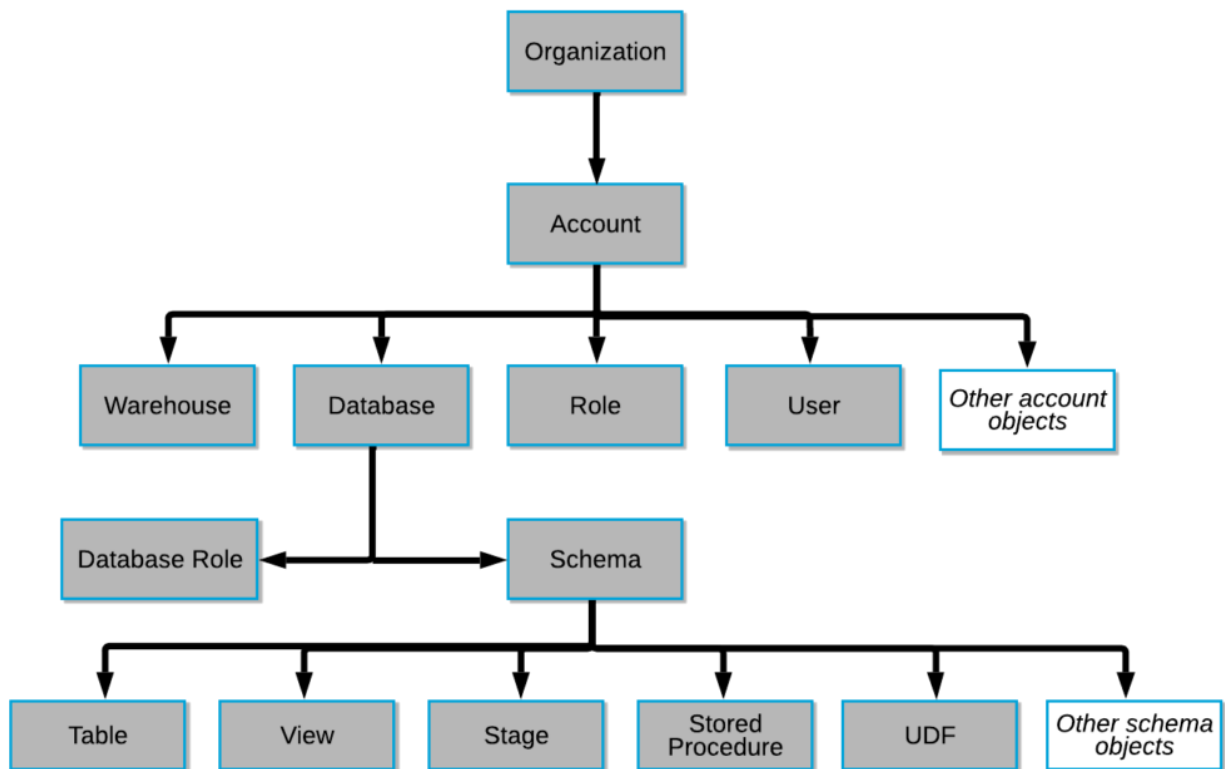 Organization
Account
Warehouse
Database
Role
User
Other account
objects
Database Role
Schema
Table
View
Stage
Stored
Procedure
UDF
Other schema
objects